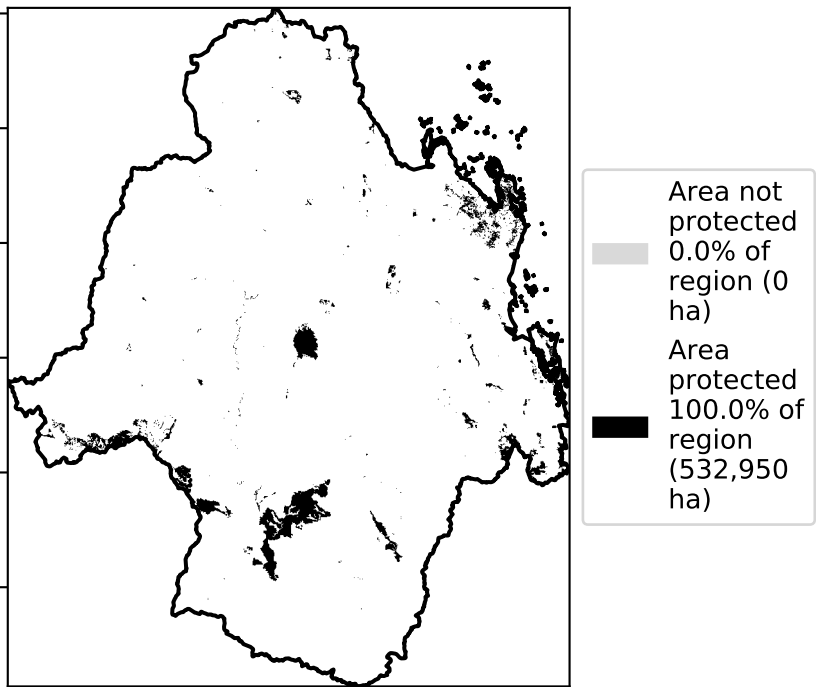 Area not
protected
0.0% of
region (0
ha)
Area
protected
100.0% of
region
(532,950
ha)